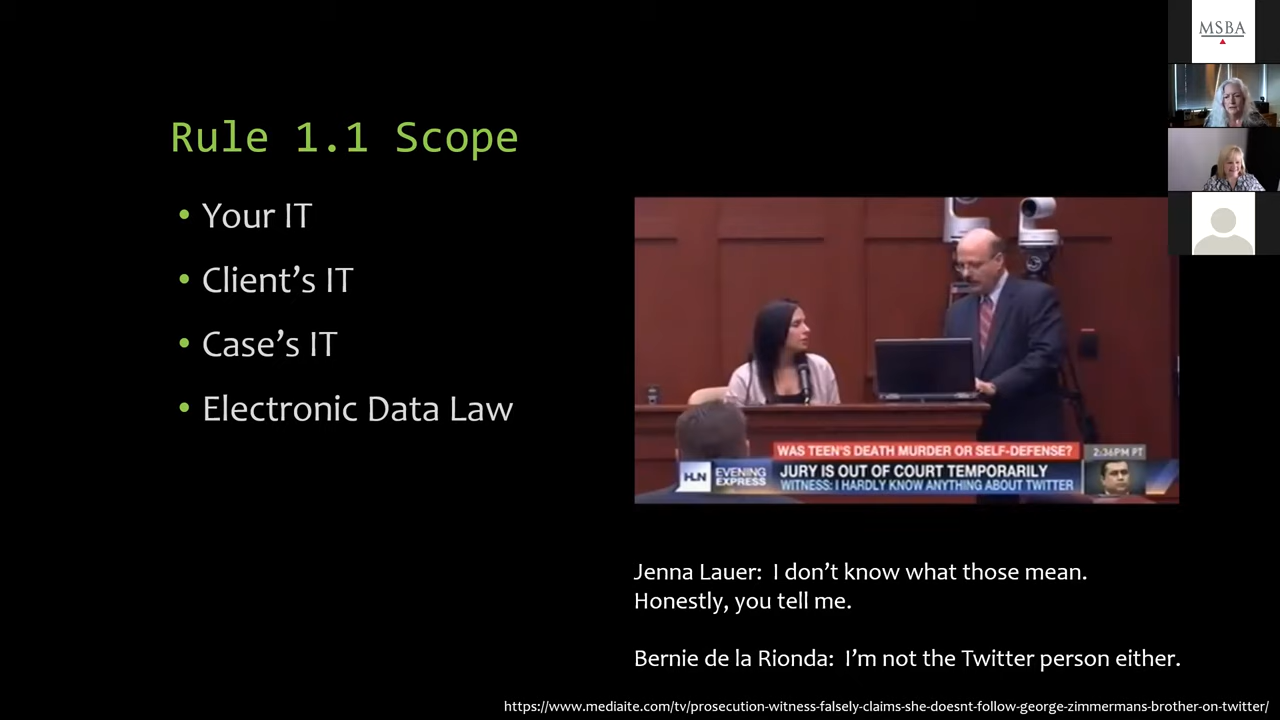 MSBA
Rule 1.1 Scope
• Your IT
• Client's IT
• Case's IT
• Electronic Data Law
WAS TEEN'S DEATH MURDER OR SELF-DEFENSE?
2:36PM PT
HLN
EVENING
EXPRESS
JURY IS OUT OF COURT TEMPORARILY
WITNESS: I HARDLY KNOW ANYTHING ABOUT TWITTER
Jenna Lauer: I don't know what those mean.
Honestly, you tell me.
Bernie de la Rionda: I'm not the Twitter person either.
https://www.mediaite.com/tv/prosecution-witness-falsely-claims-she-doesnt-follow-george-zimmermans-brother-on-twitter/